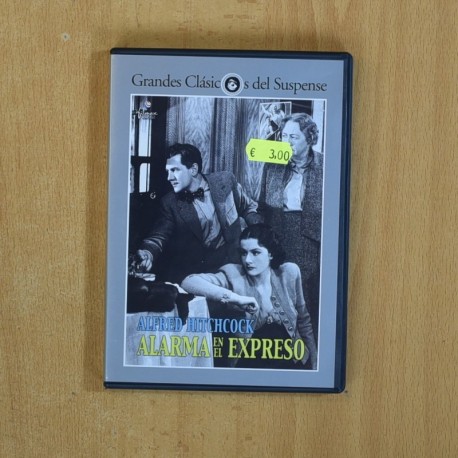 Grandes Clásicos del Suspense
€ 3.00
ALFRED HITCHCOCK
ALARMA EN EL EXPRESO